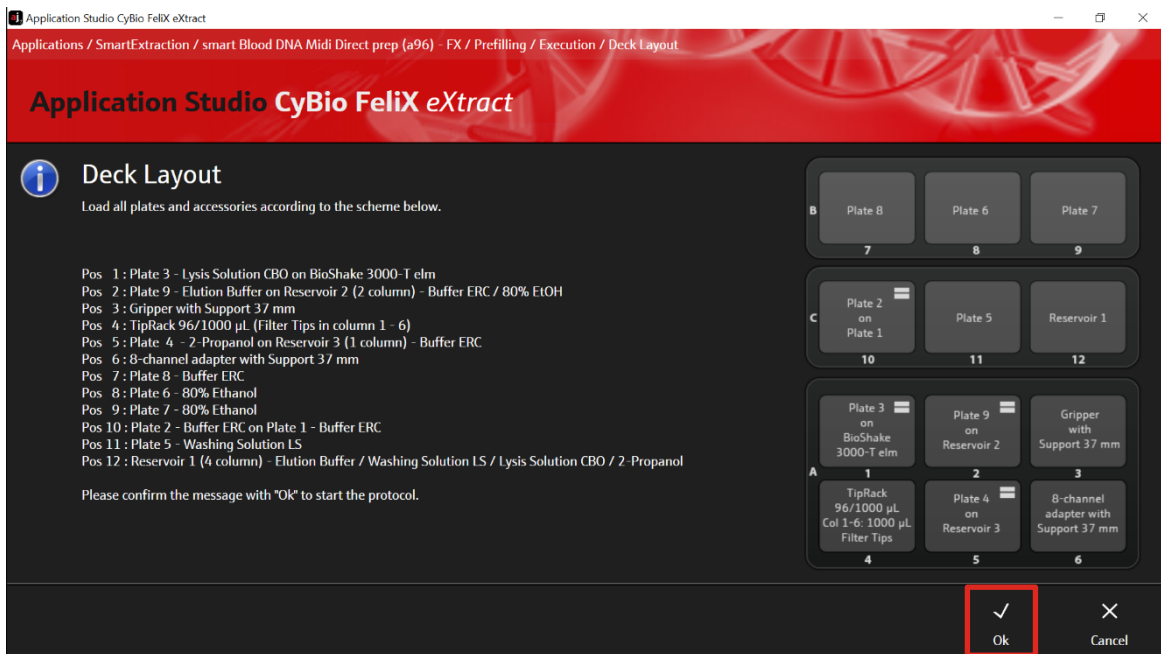 Application Studio CyBio FeliX eXtract
Applications / SmartExtraction / smart Blood DNA Midi Direct prep (a96) - FX / Prefilling / Execution / Deck Layout
Application Studio CyBio FeliX eXtract
Deck Layout
Load all plates and accessories according to the scheme below.
Pos 1 : Plate 3 - Lysis Solution CBO on BioShake 3000-T elm
Pos 2 : Plate 9 - Elution Buffer on Reservoir 2 (2 column) - Buffer ERC / 80% EtOH
Pos 3 : Gripper with Support 37 mm
Pos 4 : TipRack 96/1000 µL (Filter Tips in column 1 - 6)
Pos 5 : Plate 4 - 2-Propanol on Reservoir 3 (1 column) - Buffer ERC
Pos 6 : 8-channel adapter with Support 37 mm
Pos 7 : Plate 8 - Buffer ERC
Pos 8 : Plate 6 - 80% Ethanol
Pos 9 : Plate 7 - 80% Ethanol
Pos 10 : Plate 2 - Buffer ERC on Plate 1 - Buffer ERC
Pos 11 : Plate 5 - Washing Solution LS
Pos 12 : Reservoir 1 (4 column) - Elution Buffer / Washing Solution LS / Lysis Solution CBO / 2-Propanol
Please confirm the message with "Ok" to start the protocol.
B
Plate 8
7
Plate 6
8
Plate 7
9
C
Plate 2
on
Plate 1
10
Plate 5
11
Reservoir 1
12
A
Plate 3
on
BioShake
3000-T elm
1
Plate 9
on
Reservoir 2
2
Gripper
with
Support 37 mm
3
TipRack
96/1000 µL
Col 1-6: 1000 µL
Filter Tips
4
Plate 4
on
Reservoir 3
5
8-channel
adapter with
Support 37 mm
6
Ok
Cancel